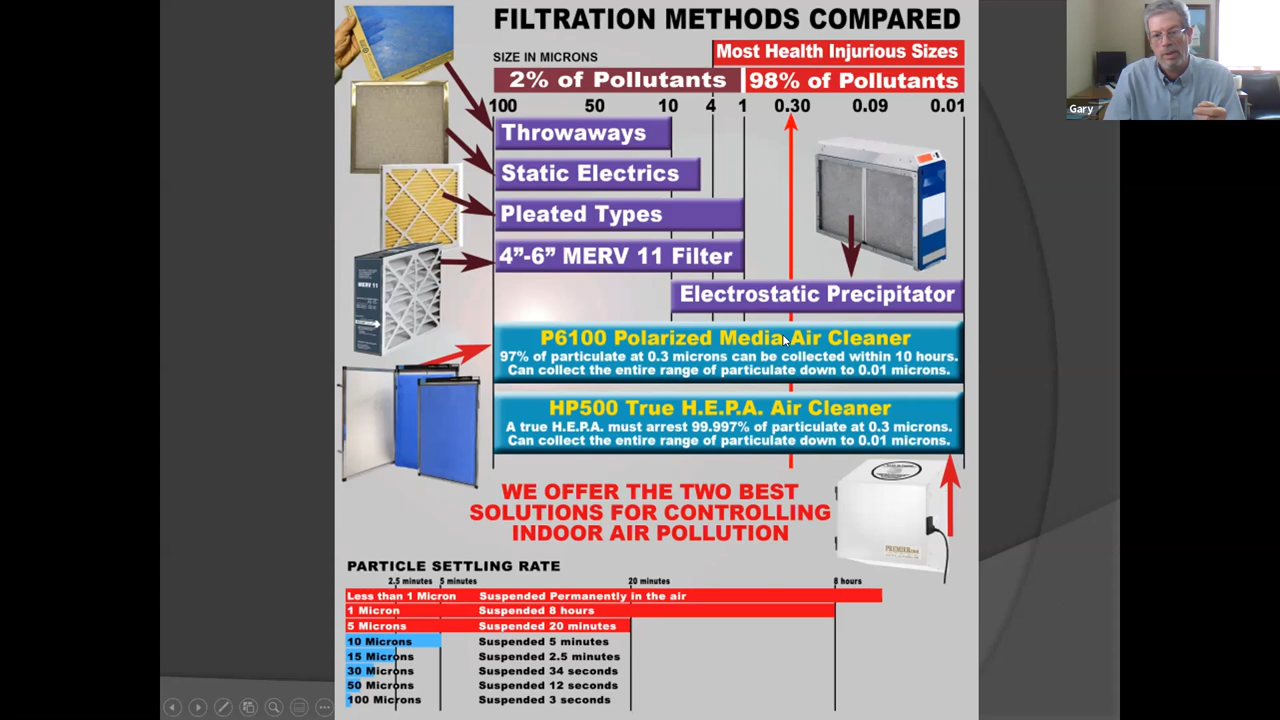 FILTRATION METHODS COMPARED
SIZE IN MICRONS
Most Health Injurious Sizes
2% of Pollutants
98% of Pollutants
100 50 10 4 1 0.30 0.09 0.01
Throwaways
Static Electrics
Pleated Types
4”-6” MERV 11 Filter
MERV 11
Electrostatic Precipitator
P6100 Polarized Media Air Cleaner
97% of particulate at 0.3 microns can be collected within 10 hours.
Can collect the entire range of particulate down to 0.01 microns.
HP500 True H.E.P.A. Air Cleaner
A true H.E.P.A. must arrest 99.997% of particulate at 0.3 microns.
Can collect the entire range of particulate down to 0.01 microns.
WE OFFER THE TWO BEST
SOLUTIONS FOR CONTROLLING
INDOOR AIR POLLUTION
PREMIER
PARTICLE SETTLING RATE
2.5 minutes 5 minutes 20 minutes 8 hours
Less than 1 Micron Suspended Permanently in the air
1 Micron Suspended 8 hours
5 Microns Suspended 20 minutes
10 Microns Suspended 5 minutes
15 Microns Suspended 2.5 minutes
30 Microns Suspended 34 seconds
50 Microns Suspended 12 seconds
100 Microns Suspended 3 seconds
Gary